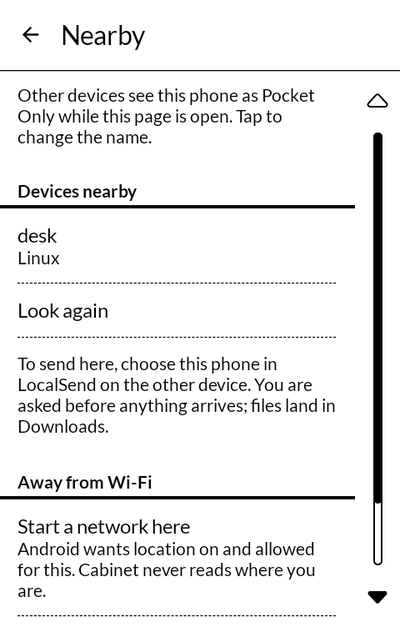 Nearby
Other devices see this phone as Pocket
Only while this page is open. Tap to
change the name.
Devices nearby
desk
Linux
Look again
To send here, choose this phone in
LocalSend on the other device. You are
asked before anything arrives; files land in
Downloads.
Away from Wi-Fi
Start a network here
Android wants location on and allowed
for this. Cabinet never reads where you
are.